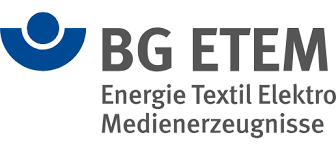 BG ETEM
Energie Textil Elektro
Medienerzeugnisse